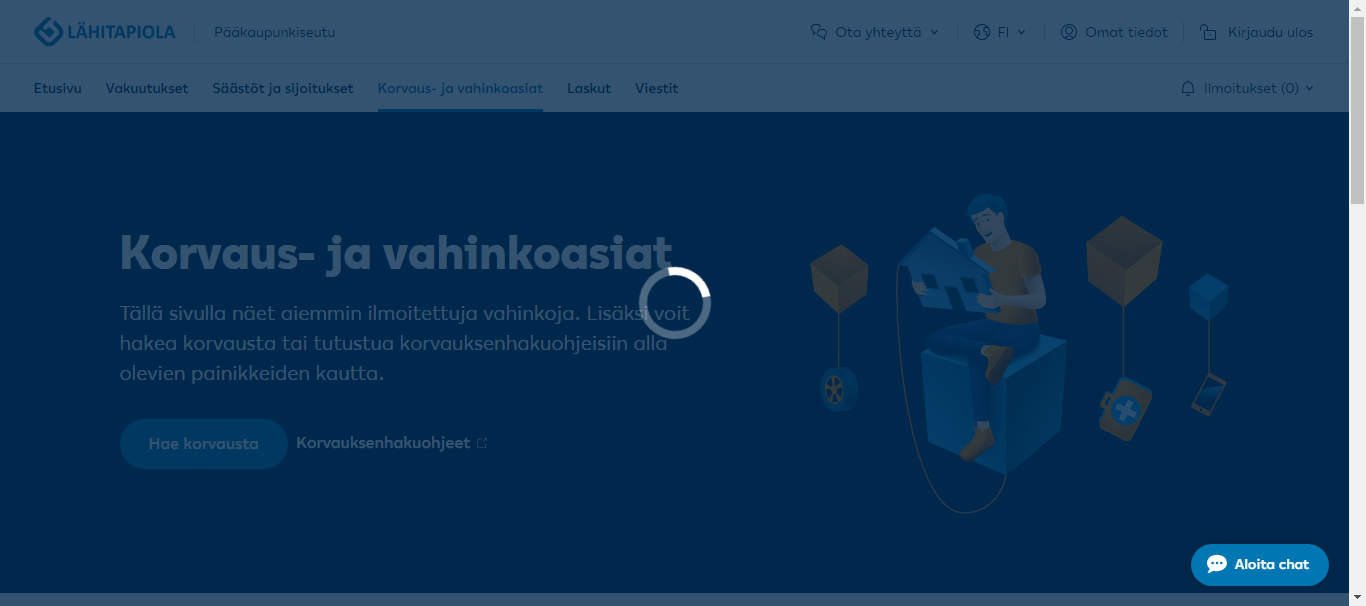 LÄHITAPIOLA
Pääkaupunkiseutu
Ota yhteyttä
FI
Omat tiedot
Kirjaudu ulos
Etusivu
Vakuutukset
Säästöt ja sijoitukset
Korvaus- ja vahinkoasiat
Laskut
Viestit
Ilmoitukset (0)
Korvaus- ja vahinkoasiat
Tällä sivulla näet aiemmin ilmoitettuja vahinkoja. Lisäksi voit
hakea korvausta tai tutustua korvauksenhakuohjeisiin alla
olevien painikkeiden kautta.
Hae korvausta
Korvauksenhakuohjeet
Aloita chat